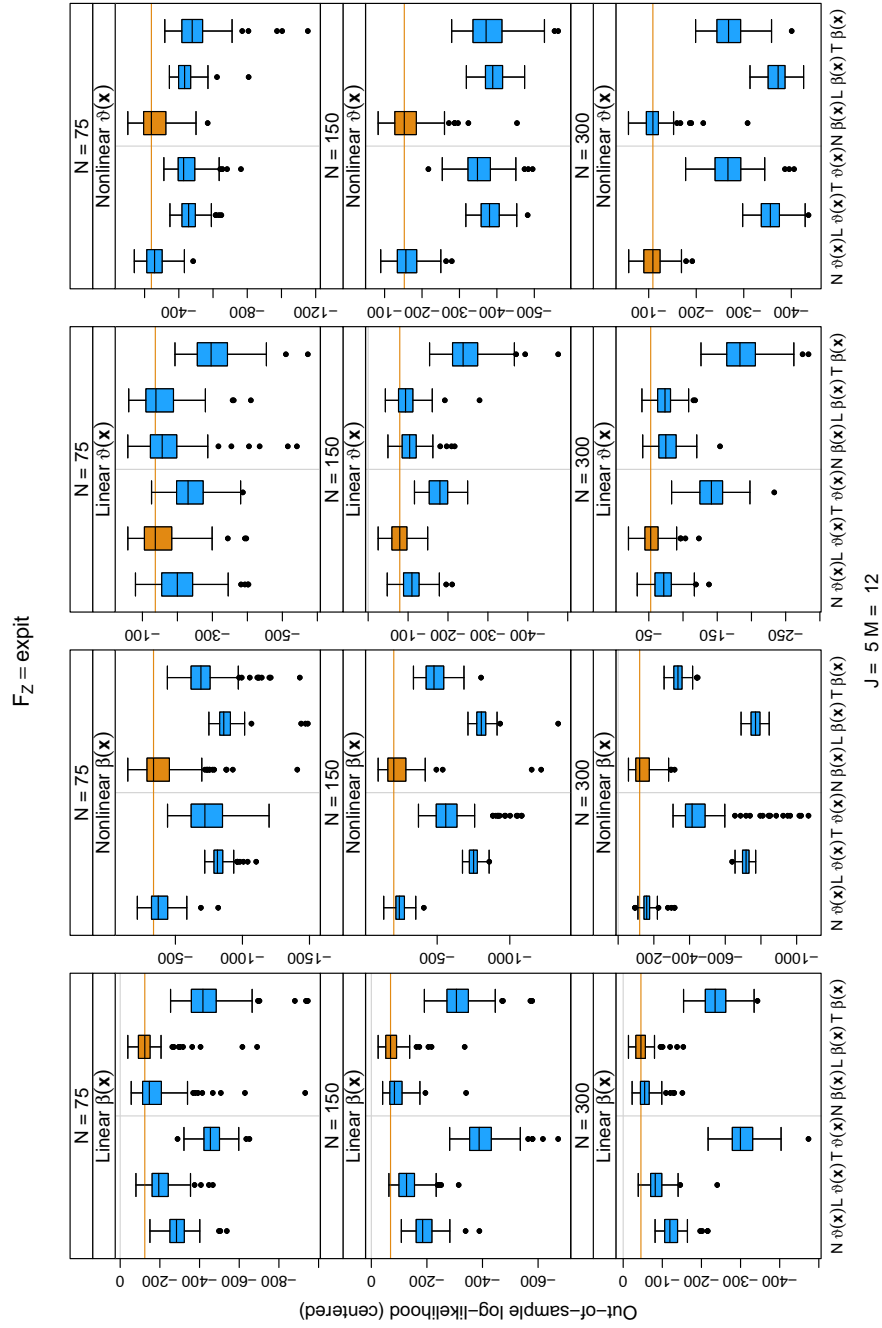 F_Z = expit
N = 75
N = 75
N = 75
N = 75
Linear β(x)
Nonlinear β(x)
Linear ϑ(x)
Nonlinear ϑ(x)
0
−200
−400
−600
−800
−500
−1000
−1500
−100
−300
−500
−400
−800
−1200
N = 150
N = 150
N = 150
N = 150
Linear β(x)
Nonlinear β(x)
Linear ϑ(x)
Nonlinear ϑ(x)
0
−200
−400
−600
−500
−1000
−100
−200
−300
−400
−500
−100
−200
−300
−400
−500
N = 300
N = 300
N = 300
N = 300
Linear β(x)
Nonlinear β(x)
Linear ϑ(x)
Nonlinear ϑ(x)
0
−100
−200
−300
−400
−200
−400
−600
−1000
−50
−150
−250
−100
−200
−300
−400
Out−of−sample log−likelihood (centered)
N ϑ(x) L ϑ(x) T ϑ(x) N β(x) L β(x) T β(x)
N ϑ(x) L ϑ(x) T ϑ(x) N β(x) L β(x) T β(x)
N ϑ(x) L ϑ(x) T ϑ(x) N β(x) L β(x) T β(x)
N ϑ(x) L ϑ(x) T ϑ(x) N β(x) L β(x) T β(x)
J = 5 M = 12